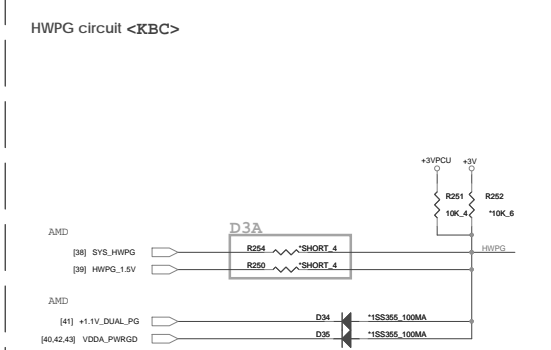 HWPG circuit <KBC>
+3VPCU +3V
R251 R252
10K_4 *10K_6
AMD D3A
[38] SYS_HWPG R254 *SHORT_4 HWPG
[39] HWPG_1.5V R250 *SHORT_4
AMD
[41] +1.1V_DUAL_PG D34 *1SS355_100MA
[40,42,43] VDDA_PWRGD D35 *1SS355_100MA